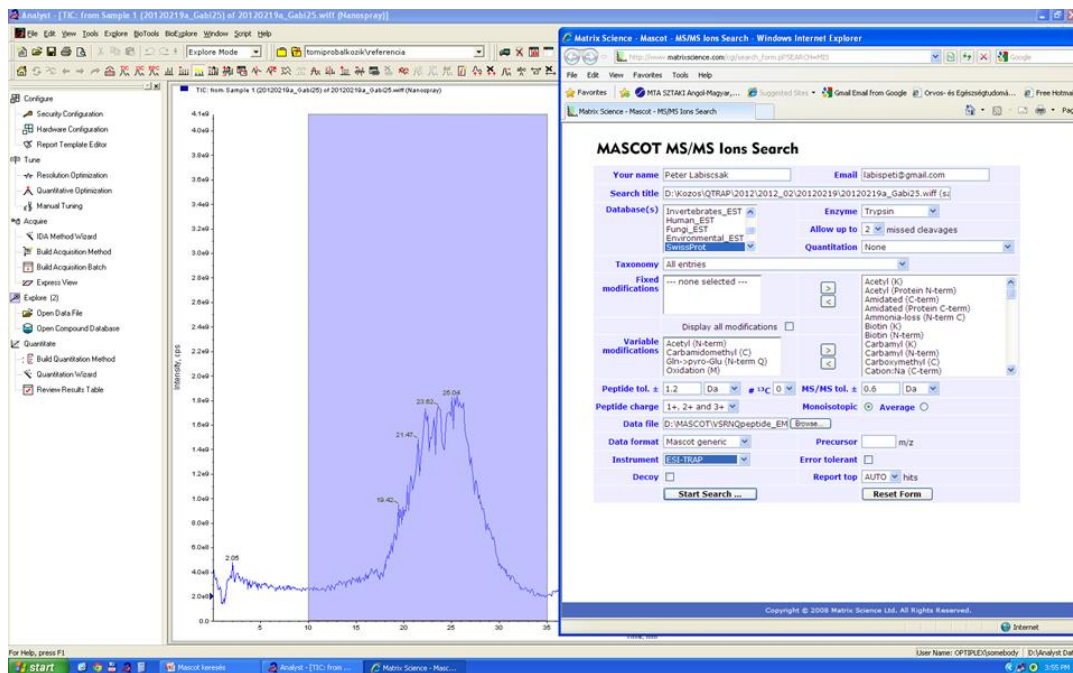 Analyst - [TIC: from Sample 1 (20120219a_Gabi25) of 20120219a_Gabi25.wiff (Nanospray)]
File Edit View Tools Explore BioTools BioExplore Window Script Help
Explore Mode
tomiprobalkozik\referencia
Configure
Security Configuration
Hardware Configuration
Report Template Editor
Tune
Resolution Optimization
Quantitative Optimization
Manual Tuning
Acquire
IDA Method Wizard
Build Acquisition Method
Build Acquisition Batch
Express View
Explore (2)
Open Data File
Open Compound Database
Quantitate
Build Quantitation Method
Quantitation Wizard
Review Results Table
TIC: from Sample 1 (20120219a_Gabi25) of 20120219a_Gabi25.wiff (Nanospray)
Intensity, cps
4.1e9
4.0e9
3.8e9
3.6e9
3.4e9
3.2e9
3.0e9
2.8e9
2.6e9
2.4e9
2.2e9
2.0e9
1.8e9
1.6e9
1.4e9
1.2e9
1.0e9
8.0e8
6.0e8
4.0e8
2.0e8
0.0
2.05
19.42
21.47
23.62
25.04
5 10 15 20 25 30 35
Matrix Science - Mascot - MS/MS Ions Search - Windows Internet Explorer
File Edit View Favorites Tools Help
Favorites
MTA SZTAKI Angol-Magyar,...
Suggested Sites
Gmail Email from Google
Orvos- és Egészségtudomá...
Free Hotmai
Matrix Science - Mascot - MS/MS Ions Search
MASCOT MS/MS Ions Search
Your name Peter Labiscsak Email labispeti@gmail.com
Search title D:\Kozos\QTRAP\2012\2012_02\20120219\20120219a_Gabi25.wiff (sa
Database(s) Invertebrates_EST
Human_EST
Fungi_EST
Environmental_EST
SwissProt
Enzyme Trypsin
Allow up to 2 missed cleavages
Quantitation None
Taxonomy All entries
Fixed modifications --- none selected ---
Acetyl (K)
Acetyl (Protein N-term)
Amidated (C-term)
Amidated (Protein C-term)
Ammonia-loss (N-term C)
Biotin (K)
Biotin (N-term)
Carbamyl (K)
Carbamyl (N-term)
Carboxymethyl (C)
Cation:Na (C-term)
> <
Display all modifications
Variable modifications Acetyl (N-term)
Carbamidomethyl (C)
Gln->pyro-Glu (N-term Q)
Oxidation (M)
> <
Peptide tol. ± 1.2 Da # 13C 0 MS/MS tol. ± 0.6 Da
Peptide charge 1+, 2+ and 3+ Monoisotopic Average
Data file D:\MASCOT\VSRNQpeptide_EM Browse...
Data format Mascot generic Precursor m/z
Instrument ESI-TRAP Error tolerant
Decoy Report top AUTO hits
Start Search ... Reset Form
Copyright © 2008 Matrix Science Ltd. All Rights Reserved.
Internet
For Help, press F1
User Name: OPTIPLEX\somebody D:\Analyst Dat
start
Mascot keresés
Analyst - [TIC: from ...
Matrix Science - Masc...
3:55 PM